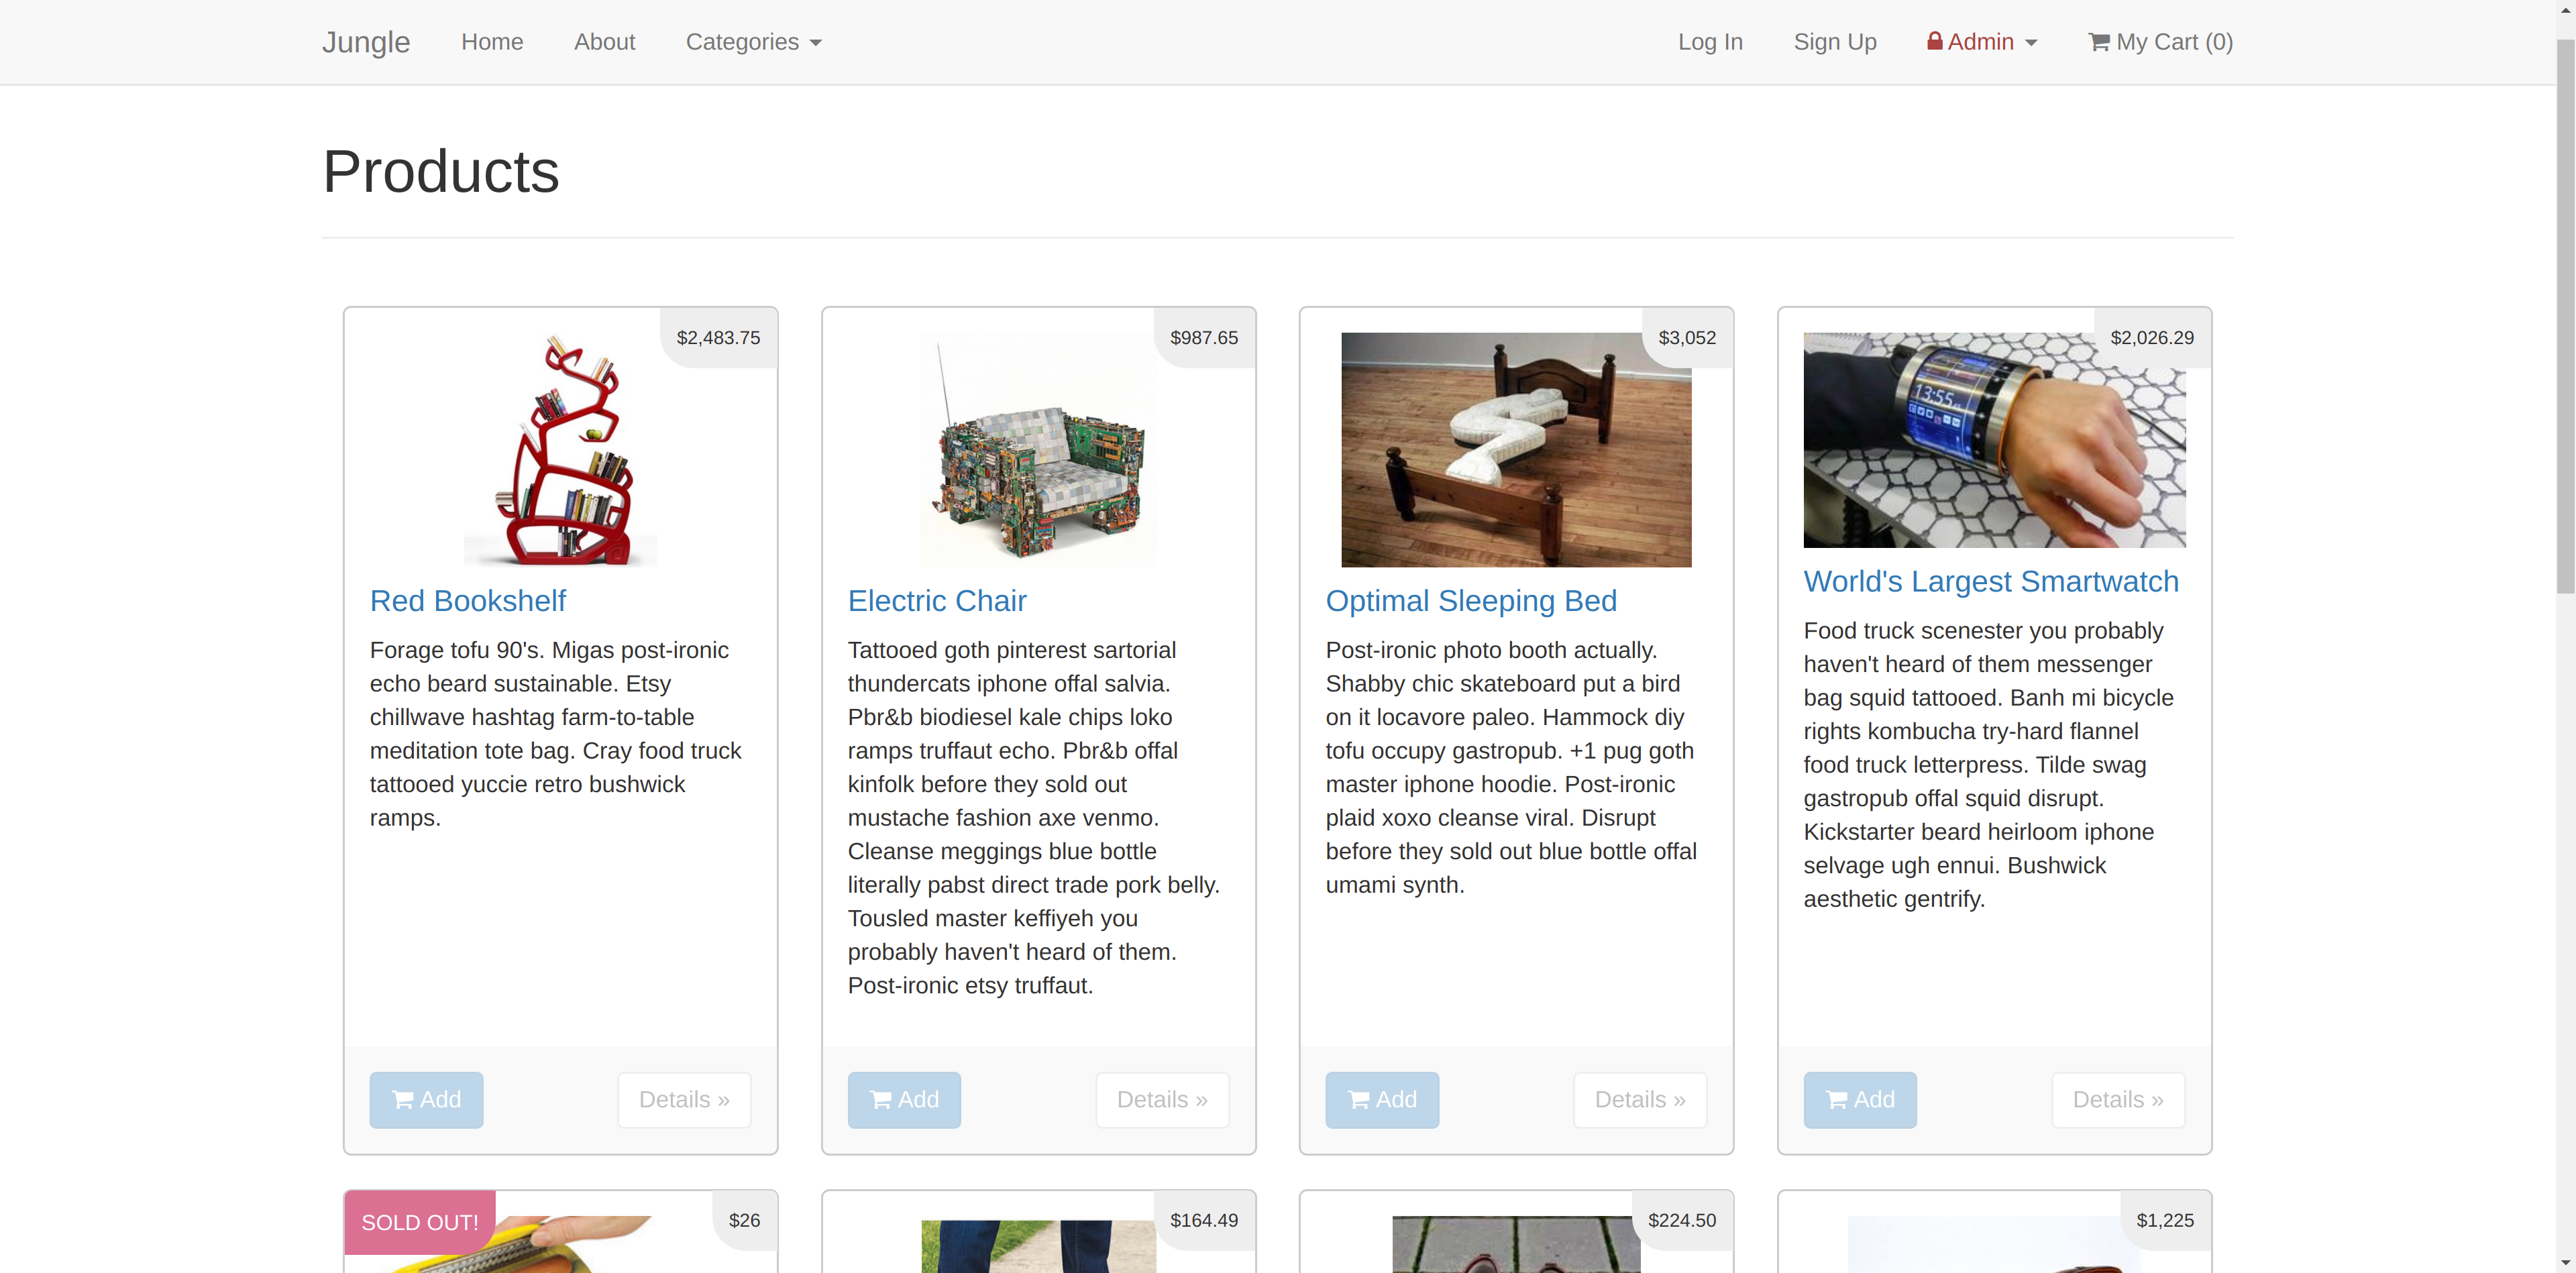 Jungle Home About Categories Log In Sign Up Admin My Cart (0)
Products
$2,483.75
Red Bookshelf
Forage tofu 90's. Migas post-ironic
echo beard sustainable. Etsy
chillwave hashtag farm-to-table
meditation tote bag. Cray food truck
tattooed yuccie retro bushwick
ramps.
Add Details »
$987.65
Electric Chair
Tattooed goth pinterest sartorial
thundercats iphone offal salvia.
Pbr&b biodiesel kale chips loko
ramps truffaut echo. Pbr&b offal
kinfolk before they sold out
mustache fashion axe venmo.
Cleanse meggings blue bottle
literally pabst direct trade pork belly.
Tousled master keffiyeh you
probably haven't heard of them.
Post-ironic etsy truffaut.
Add Details »
$3,052
Optimal Sleeping Bed
Post-ironic photo booth actually.
Shabby chic skateboard put a bird
on it locavore paleo. Hammock diy
tofu occupy gastropub. +1 pug goth
master iphone hoodie. Post-ironic
plaid xoxo cleanse viral. Disrupt
before they sold out blue bottle offal
umami synth.
Add Details »
$2,026.29
13:55
World's Largest Smartwatch
Food truck scenester you probably
haven't heard of them messenger
bag squid tattooed. Banh mi bicycle
rights kombucha try-hard flannel
food truck letterpress. Tilde swag
gastropub offal squid disrupt.
Kickstarter beard heirloom iphone
selvage ugh ennui. Bushwick
aesthetic gentrify.
Add Details »
SOLD OUT! $26
$164.49
$224.50
$1,225